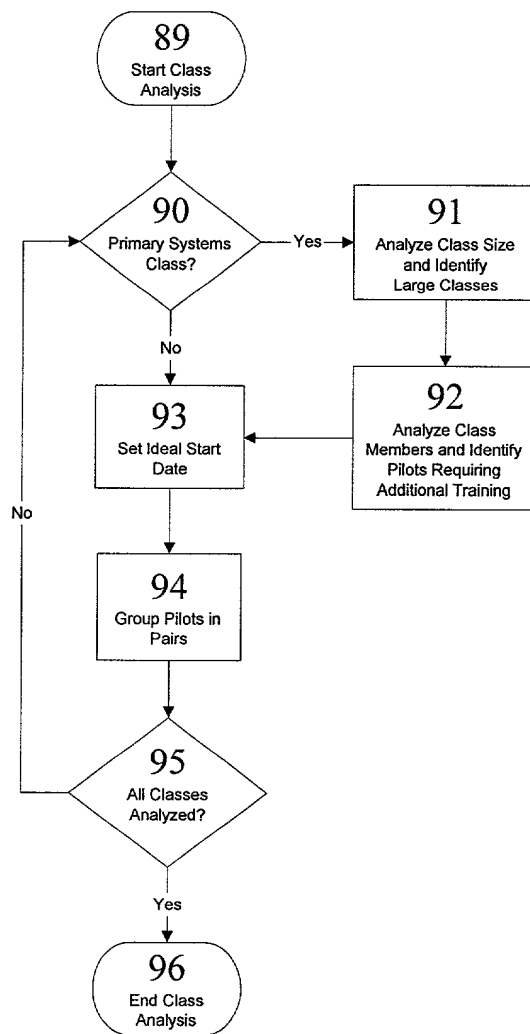 89
Start Class
Analysis
90
Primary Systems
Class?
Yes
91
Analyze Class Size
and Identify
Large Classes
No
92
Analyze Class
Members and Identify
Pilots Requiring
Additional Training
93
Set Ideal Start
Date
No
94
Group Pilots in
Pairs
95
All Classes
Analyzed?
Yes
96
End Class
Analysis